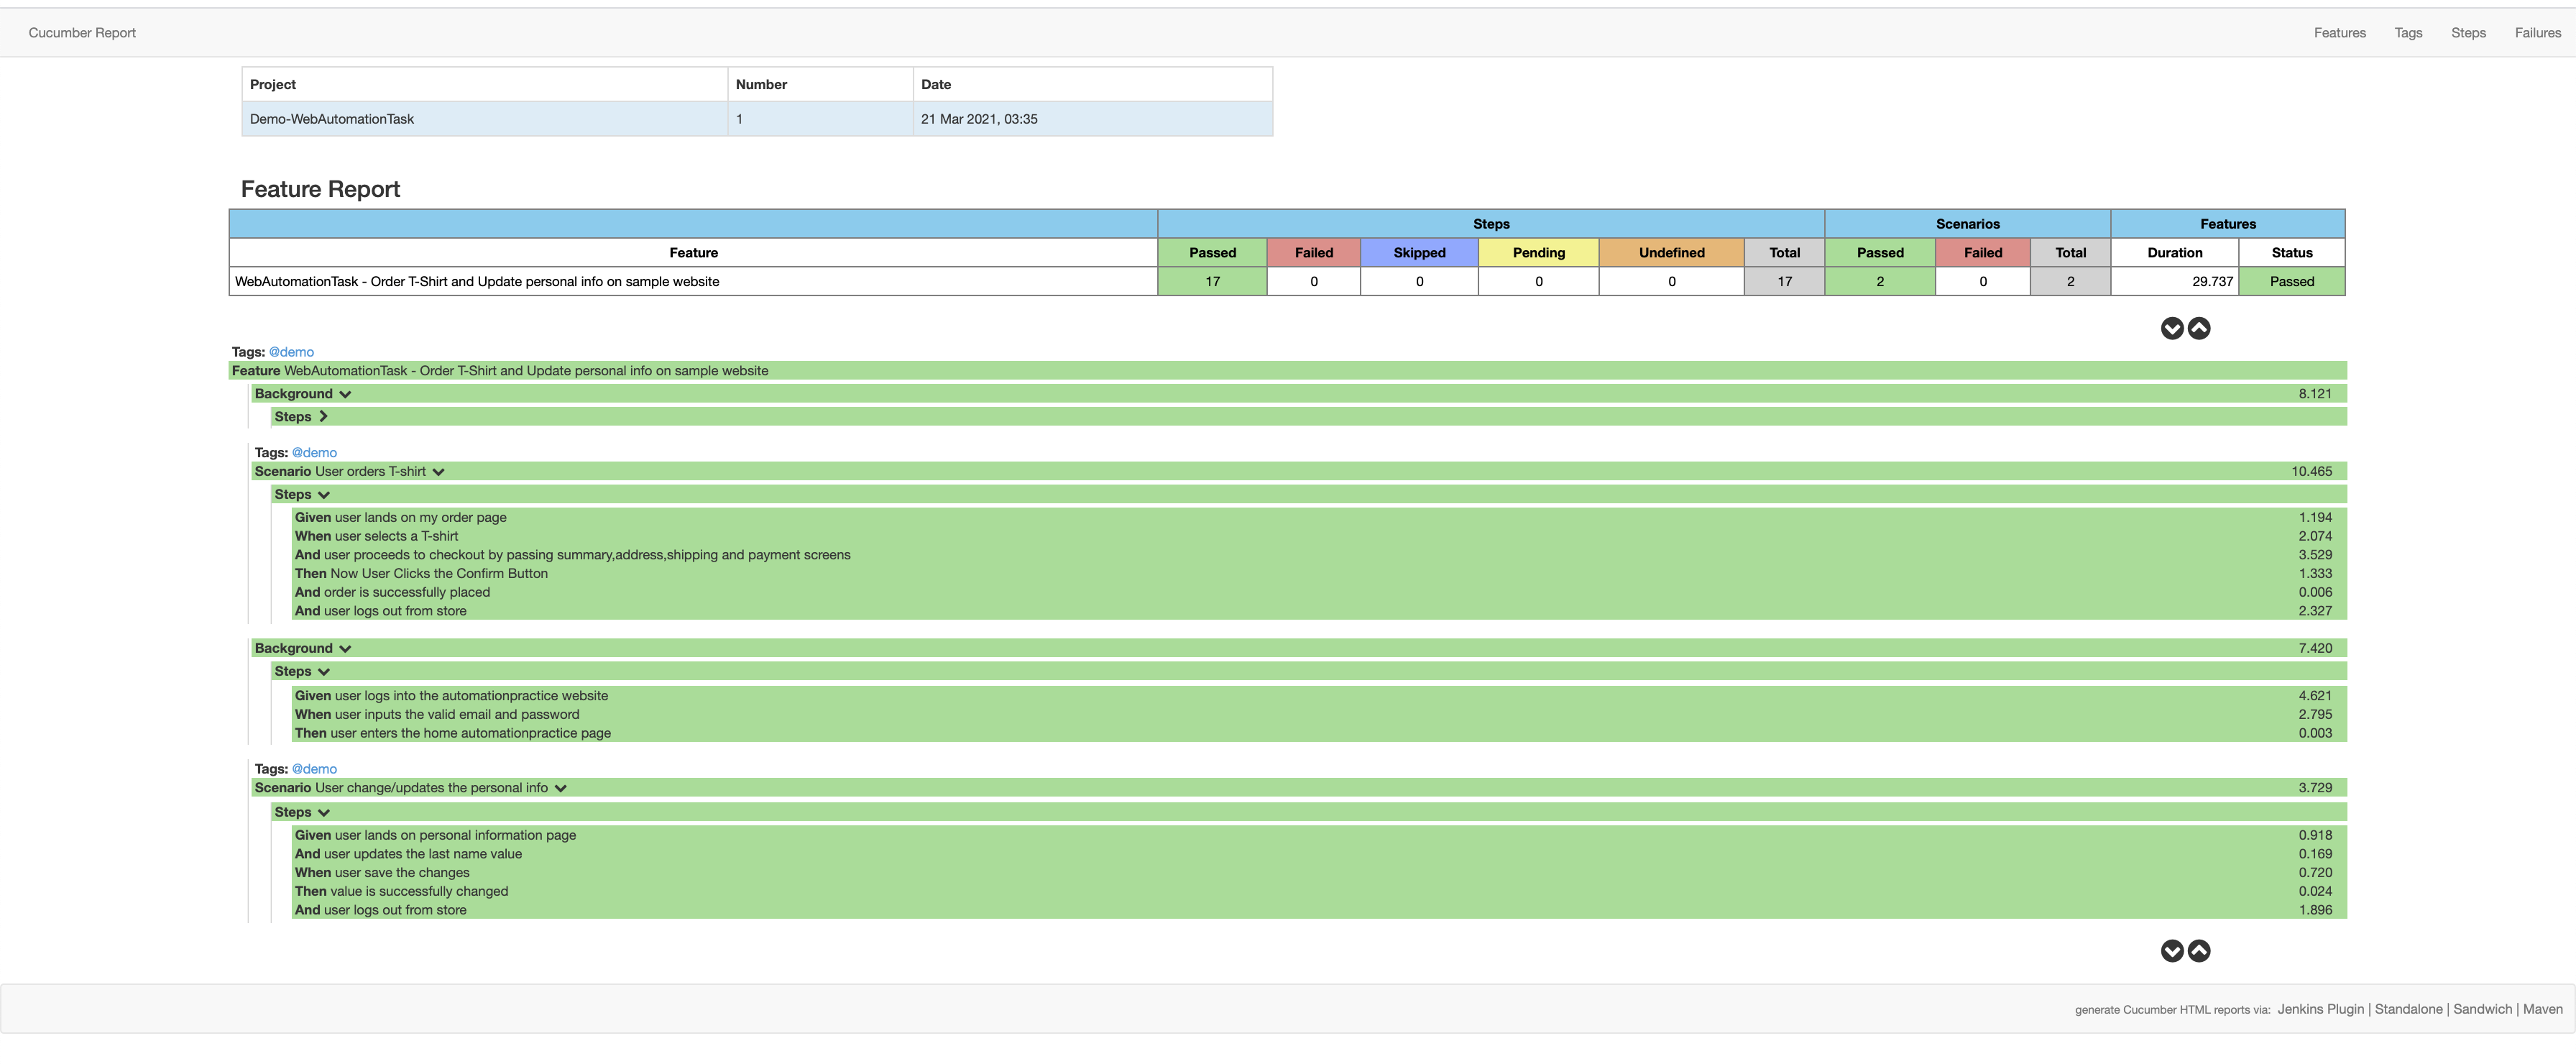 Cucumber Report Features Tags Steps Failures
Project Number Date
Demo-WebAutomationTask 1 21 Mar 2021, 03:35
Feature Report
Steps Scenarios Features
Feature Passed Failed Skipped Pending Undefined Total Passed Failed Total Duration Status
WebAutomationTask - Order T-Shirt and Update personal info on sample website 17 0 0 0 0 17 2 0 2 29.737 Passed
Tags: @demo
Feature WebAutomationTask - Order T-Shirt and Update personal info on sample website
Background 8.121
Steps
Tags: @demo
Scenario User orders T-shirt 10.465
Steps
Given user lands on my order page 1.194
When user selects a T-shirt 2.074
And user proceeds to checkout by passing summary,address,shipping and payment screens 3.529
Then Now User Clicks the Confirm Button 1.333
And order is successfully placed 0.006
And user logs out from store 2.327
Background 7.420
Steps
Given user logs into the automationpractice website 4.621
When user inputs the valid email and password 2.795
Then user enters the home automationpractice page 0.003
Tags: @demo
Scenario User change/updates the personal info 3.729
Steps
Given user lands on personal information page 0.918
And user updates the last name value 0.169
When user save the changes 0.720
Then value is successfully changed 0.024
And user logs out from store 1.896
generate Cucumber HTML reports via: Jenkins Plugin | Standalone | Sandwich | Maven